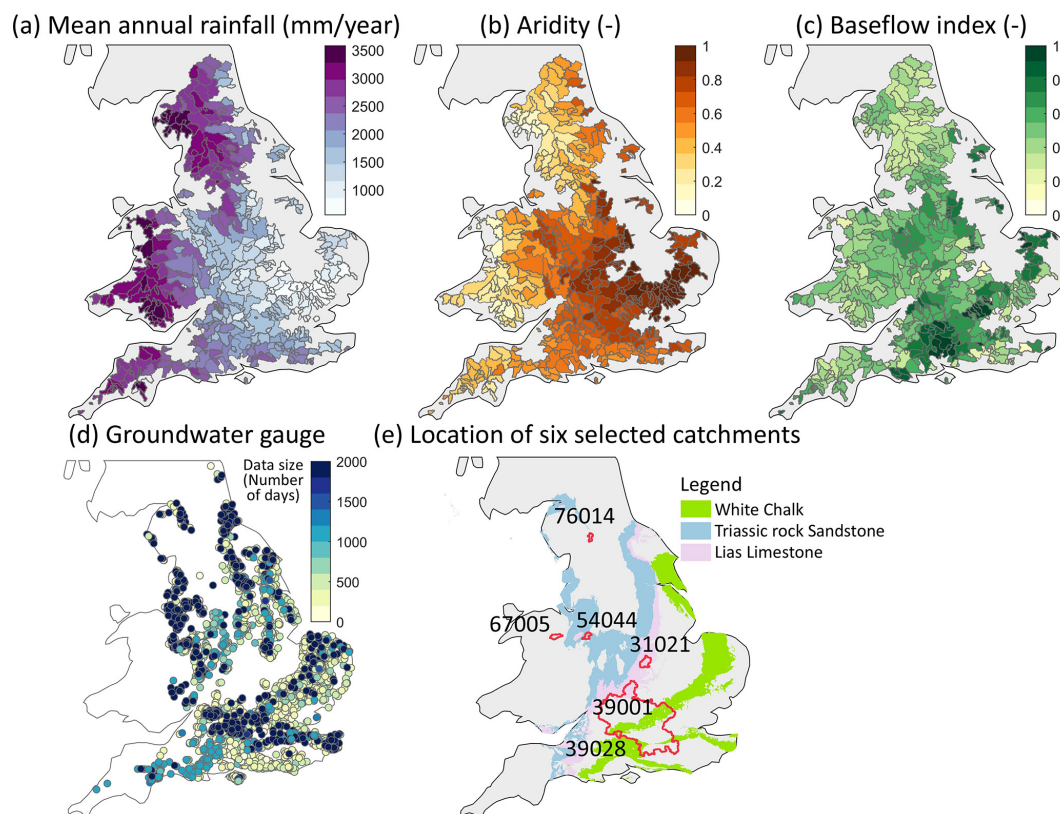 (a) Mean annual rainfall (mm/year)
3500
3000
2500
2000
1500
1000
(b) Aridity (-)
1
0.8
0.6
0.4
0.2
0
(c) Baseflow index (-)
1
0
0
0
0
0
(d) Groundwater gauge
Data size
(Number
of days)
2000
1500
1000
500
0
(e) Location of six selected catchments
Legend
White Chalk
Triassic rock Sandstone
Lias Limestone
76014
67005
54044
31021
39001
39028